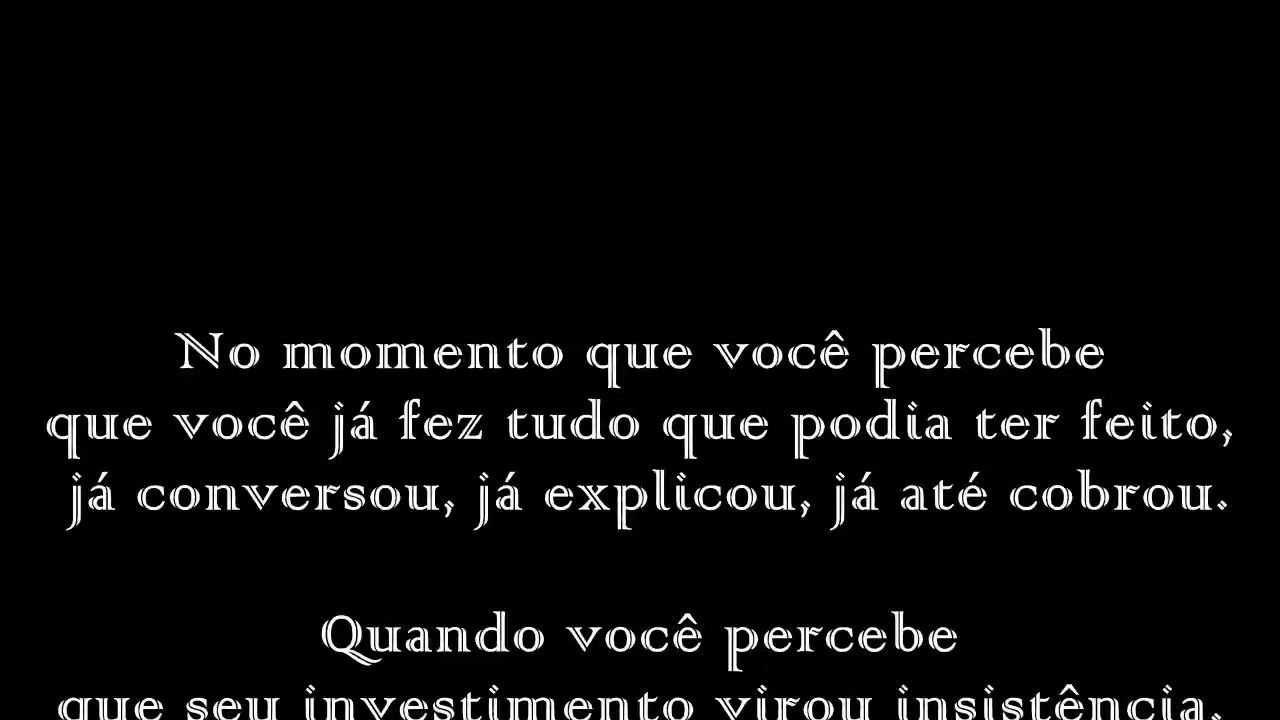 No momento que você percebe
que você já fez tudo que podia ter feito,
já conversou, já explicou, já até cobrou.
Quando você percebe
que seu investimento virou insistência,